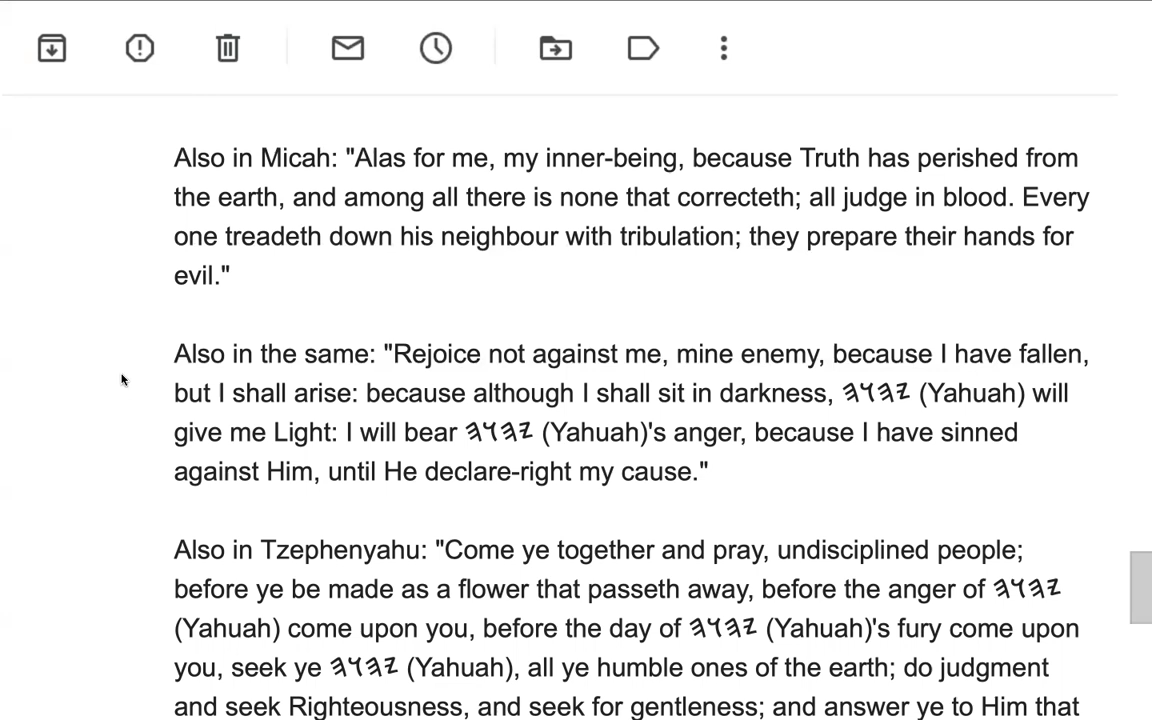 Also in Micah: "Alas for me, my inner-being, because Truth has perished from
the earth, and among all there is none that correcteth; all judge in blood. Every
one treadeth down his neighbour with tribulation; they prepare their hands for
evil."
Also in the same: "Rejoice not against me, mine enemy, because I have fallen,
but I shall arise: because although I shall sit in darkness, 𐤉𐤄𐤅𐤄 (Yahuah) will
give me Light: I will bear 𐤉𐤄𐤅𐤄 (Yahuah)'s anger, because I have sinned
against Him, until He declare-right my cause."
Also in Tzephenyahu: "Come ye together and pray, undisciplined people;
before ye be made as a flower that passeth away, before the anger of 𐤉𐤄𐤅𐤄
(Yahuah) come upon you, before the day of 𐤉𐤄𐤅𐤄 (Yahuah)'s fury come upon
you, seek ye 𐤉𐤄𐤅𐤄 (Yahuah), all ye humble ones of the earth; do judgment
and seek Righteousness, and seek for gentleness; and answer ye to Him that